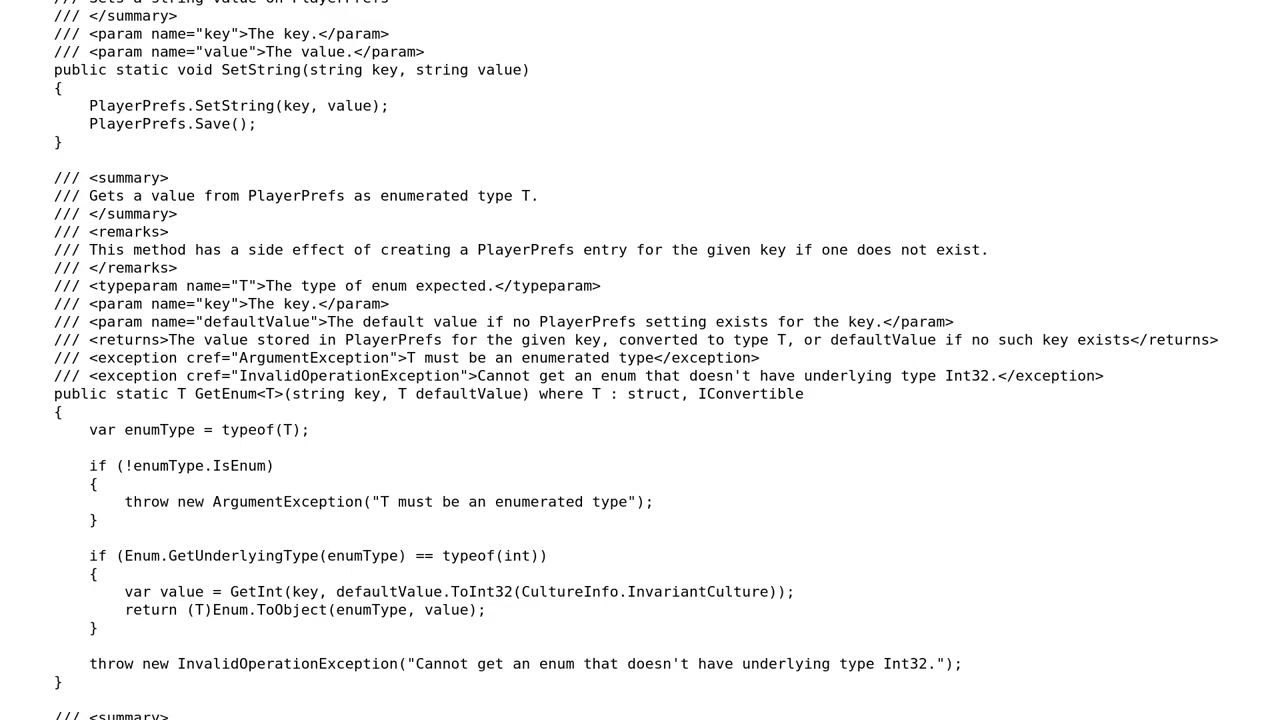 /// Sets a string value on PlayerPrefs
/// </summary>
/// <param name="key">The key.</param>
/// <param name="value">The value.</param>
public static void SetString(string key, string value)
{
    PlayerPrefs.SetString(key, value);
    PlayerPrefs.Save();
}

/// <summary>
/// Gets a value from PlayerPrefs as enumerated type T.
/// </summary>
/// <remarks>
/// This method has a side effect of creating a PlayerPrefs entry for the given key if one does not exist.
/// </remarks>
/// <typeparam name="T">The type of enum expected.</typeparam>
/// <param name="key">The key.</param>
/// <param name="defaultValue">The default value if no PlayerPrefs setting exists for the key.</param>
/// <returns>The value stored in PlayerPrefs for the given key, converted to type T, or defaultValue if no such key exists</returns>
/// <exception cref="ArgumentException">T must be an enumerated type</exception>
/// <exception cref="InvalidOperationException">Cannot get an enum that doesn't have underlying type Int32.</exception>
public static T GetEnum<T>(string key, T defaultValue) where T : struct, IConvertible
{
    var enumType = typeof(T);

    if (!enumType.IsEnum)
    {
        throw new ArgumentException("T must be an enumerated type");
    }

    if (Enum.GetUnderlyingType(enumType) == typeof(int))
    {
        var value = GetInt(key, defaultValue.ToInt32(CultureInfo.InvariantCulture));
        return (T)Enum.ToObject(enumType, value);
    }

    throw new InvalidOperationException("Cannot get an enum that doesn't have underlying type Int32.");
}

/// <summary>